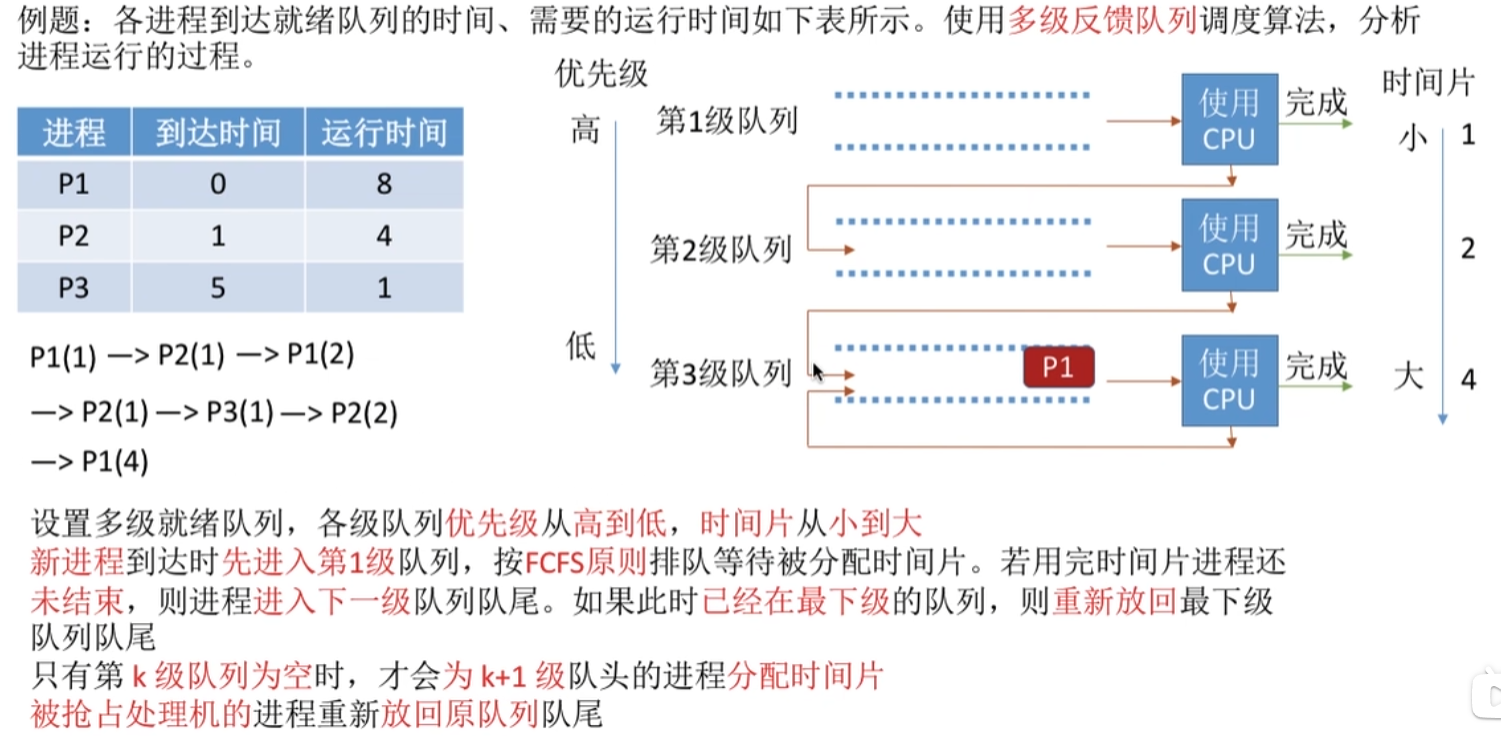 例题：各进程到达就绪队列的时间、需要的运行时间如下表所示。使用多级反馈队列调度算法，分析
进程运行的过程。
进程 到达时间 运行时间
P1 0 8
P2 1 4
P3 5 1
P1(1) —> P2(1) —> P1(2)
—> P2(1) —> P3(1) —> P2(2)
—> P1(4)
优先级
高
低
第1级队列
使用
CPU
完成
第2级队列
使用
CPU
完成
第3级队列
P1
使用
CPU
完成
时间片
小 1
2
大 4
设置多级就绪队列，各级队列优先级从高到低，时间片从小到大
新进程到达时先进入第1级队列，按FCFS原则排队等待被分配时间片。若用完时间片进程还
未结束，则进程进入下一级队列队尾。如果此时已经在最下级的队列，则重新放回最下级
队列队尾
只有第 k 级队列为空时，才会为 k+1 级队头的进程分配时间片
被抢占处理机的进程重新放回原队列队尾